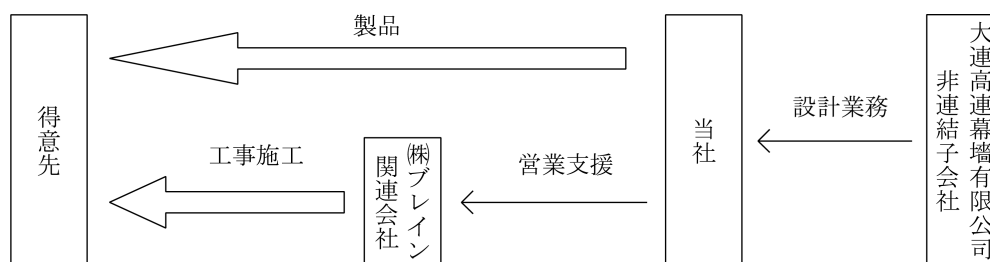 製品
得意先
工事施工
㈱ブレイン
関連会社
営業支援
当社
設計業務
大連高連幕墻有限公司
非連結子会社